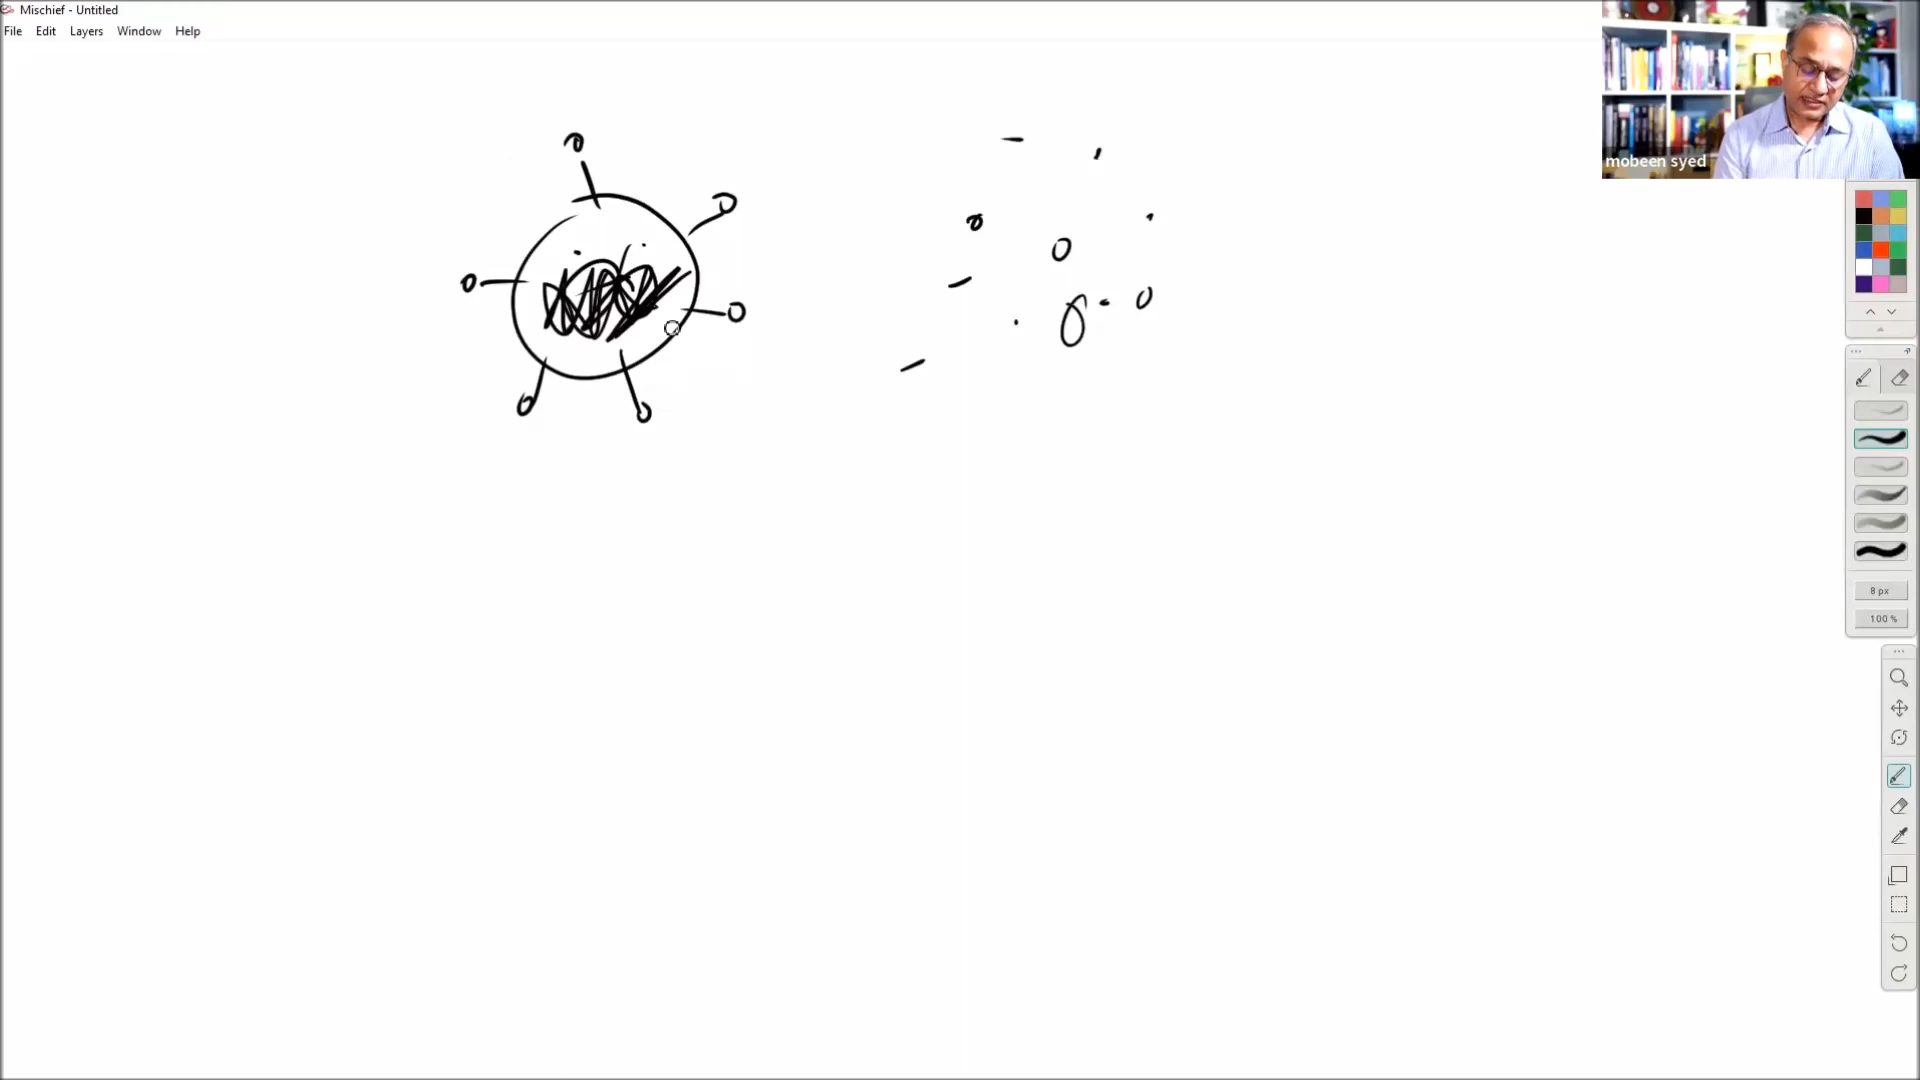 Mischief - Untitled
File Edit Layers Window Help
mobeen syed
8 px
100 %